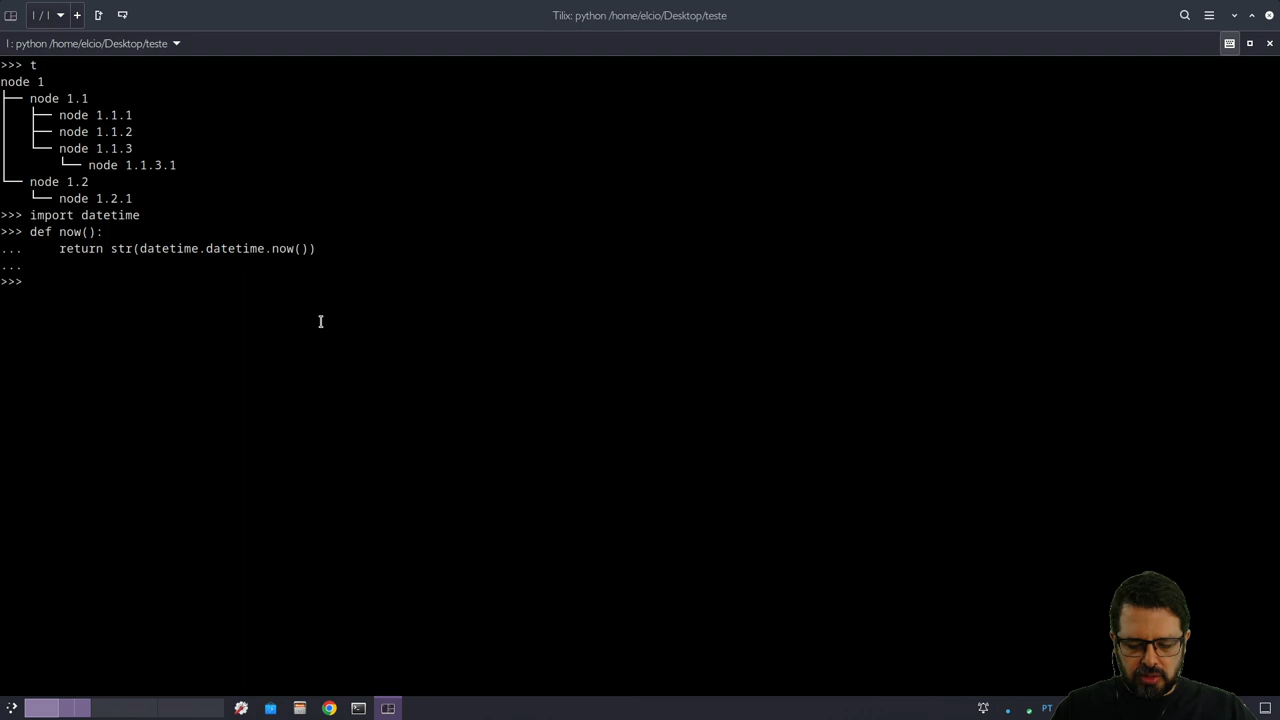 1 / 1
Tilix: python /home/elcio/Desktop/teste
1: python /home/elcio/Desktop/teste
>>> t
node 1
├── node 1.1
│   ├── node 1.1.1
│   ├── node 1.1.2
│   └── node 1.1.3
│       └── node 1.1.3.1
└── node 1.2
    └── node 1.2.1
>>> import datetime
>>> def now():
...     return str(datetime.datetime.now())
...
>>>
PT